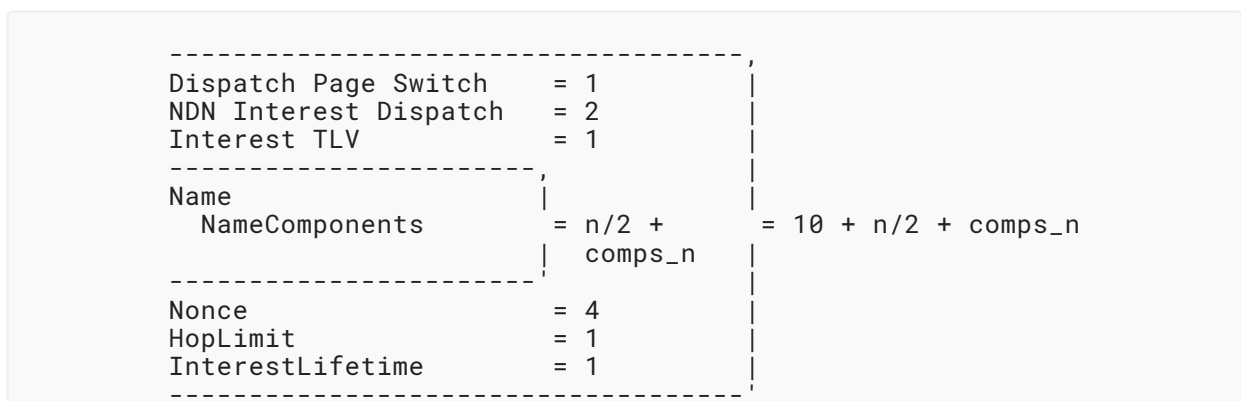 -----------------------------------,
Dispatch Page Switch    = 1        |
NDN Interest Dispatch   = 2        |
Interest TLV            = 1        |
-----------------------,           |
Name                   |           |
  NameComponents        = n/2 +     = 10 + n/2 + comps_n
                       |  comps_n  |
-----------------------'           |
Nonce                   = 4        |
HopLimit                = 1        |
InterestLifetime        = 1        |
-----------------------------------'